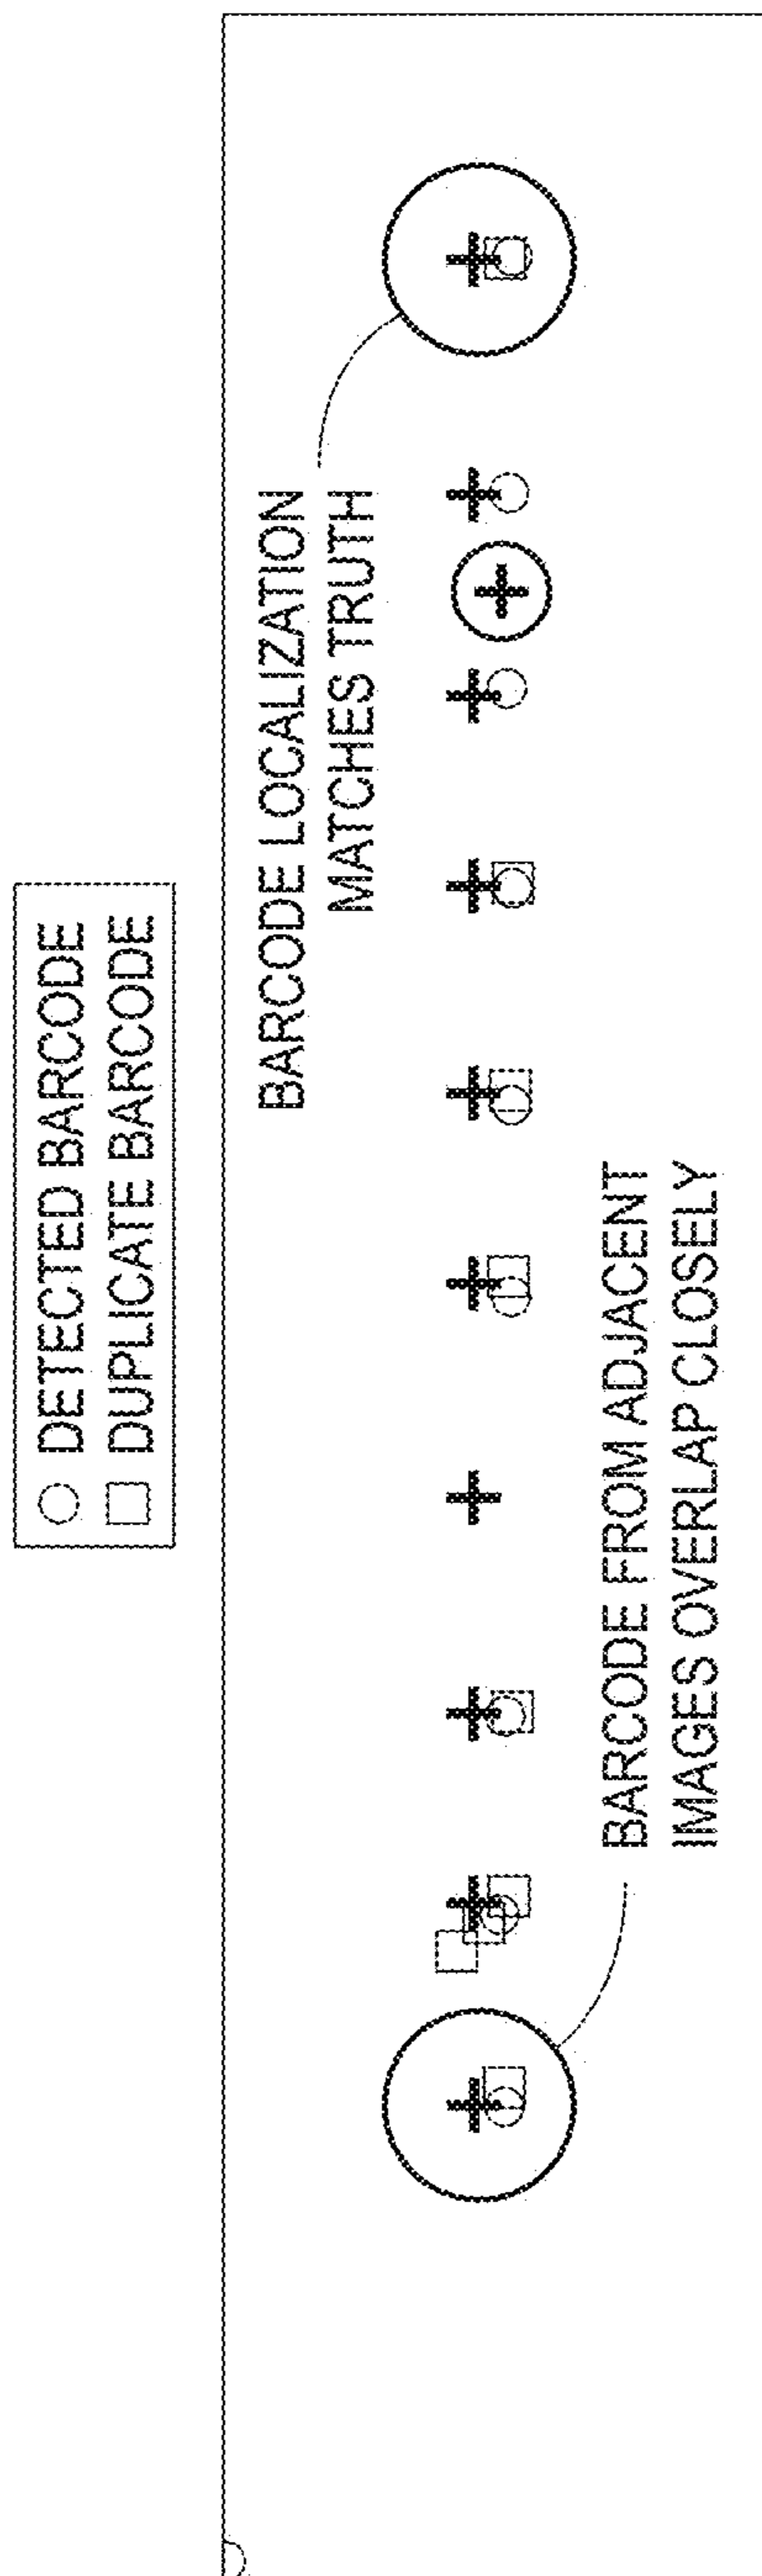 DETECTED BARCODE
DUPLICATE BARCODE
BARCODE LOCALIZATION
MATCHES TRUTH
BARCODE FROM ADJACENT
IMAGES OVERLAP CLOSELY